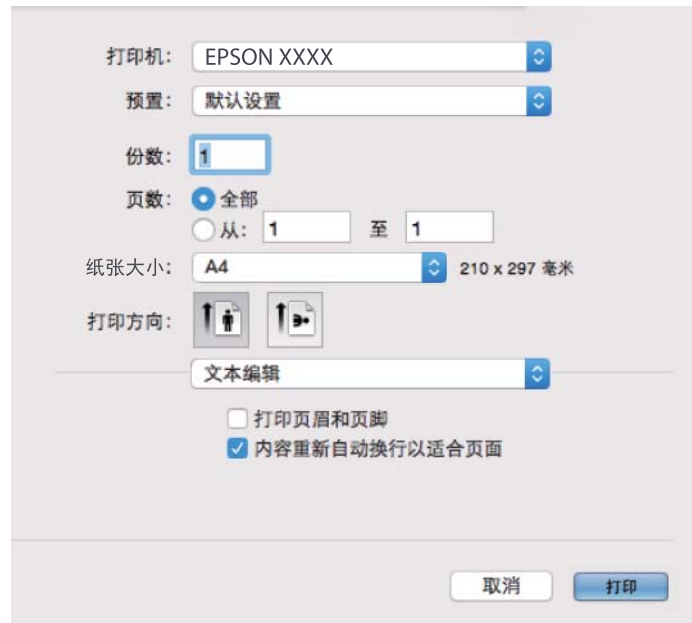 打印机: EPSON XXXX
预置: 默认设置
份数: 1
页数: 全部
从: 1 至 1
纸张大小: A4 210 x 297 毫米
打印方向:
文本编辑
打印页眉和页脚
内容重新自动换行以适合页面
取消 打印